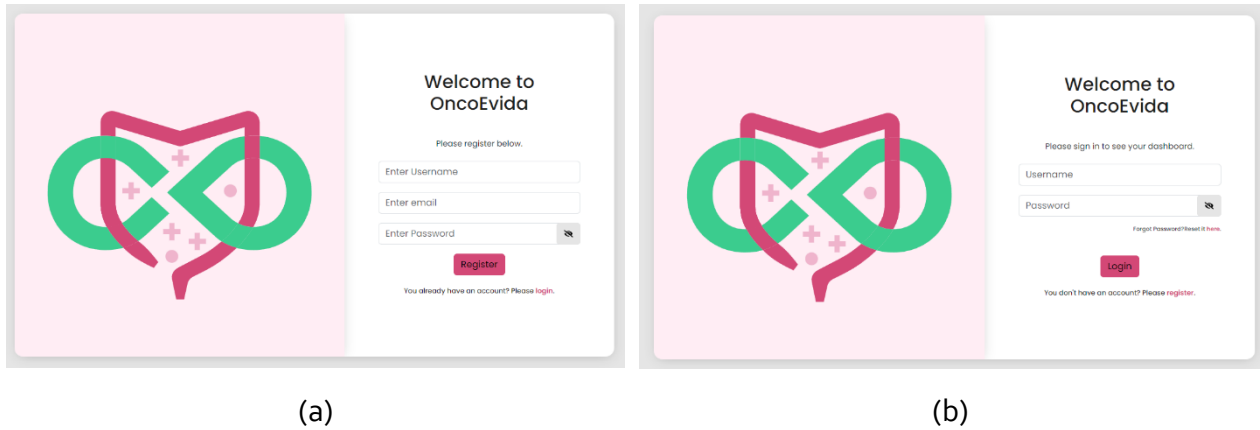 Welcome to
OncoEvida
Please register below.
Enter Username
Enter email
Enter Password
Register
You already have an account? Please login.
(a)
Welcome to
OncoEvida
Please sign in to see your dashboard.
Username
Password
Forgot Password?Reset it here.
Login
You don't have an account? Please register.
(b)